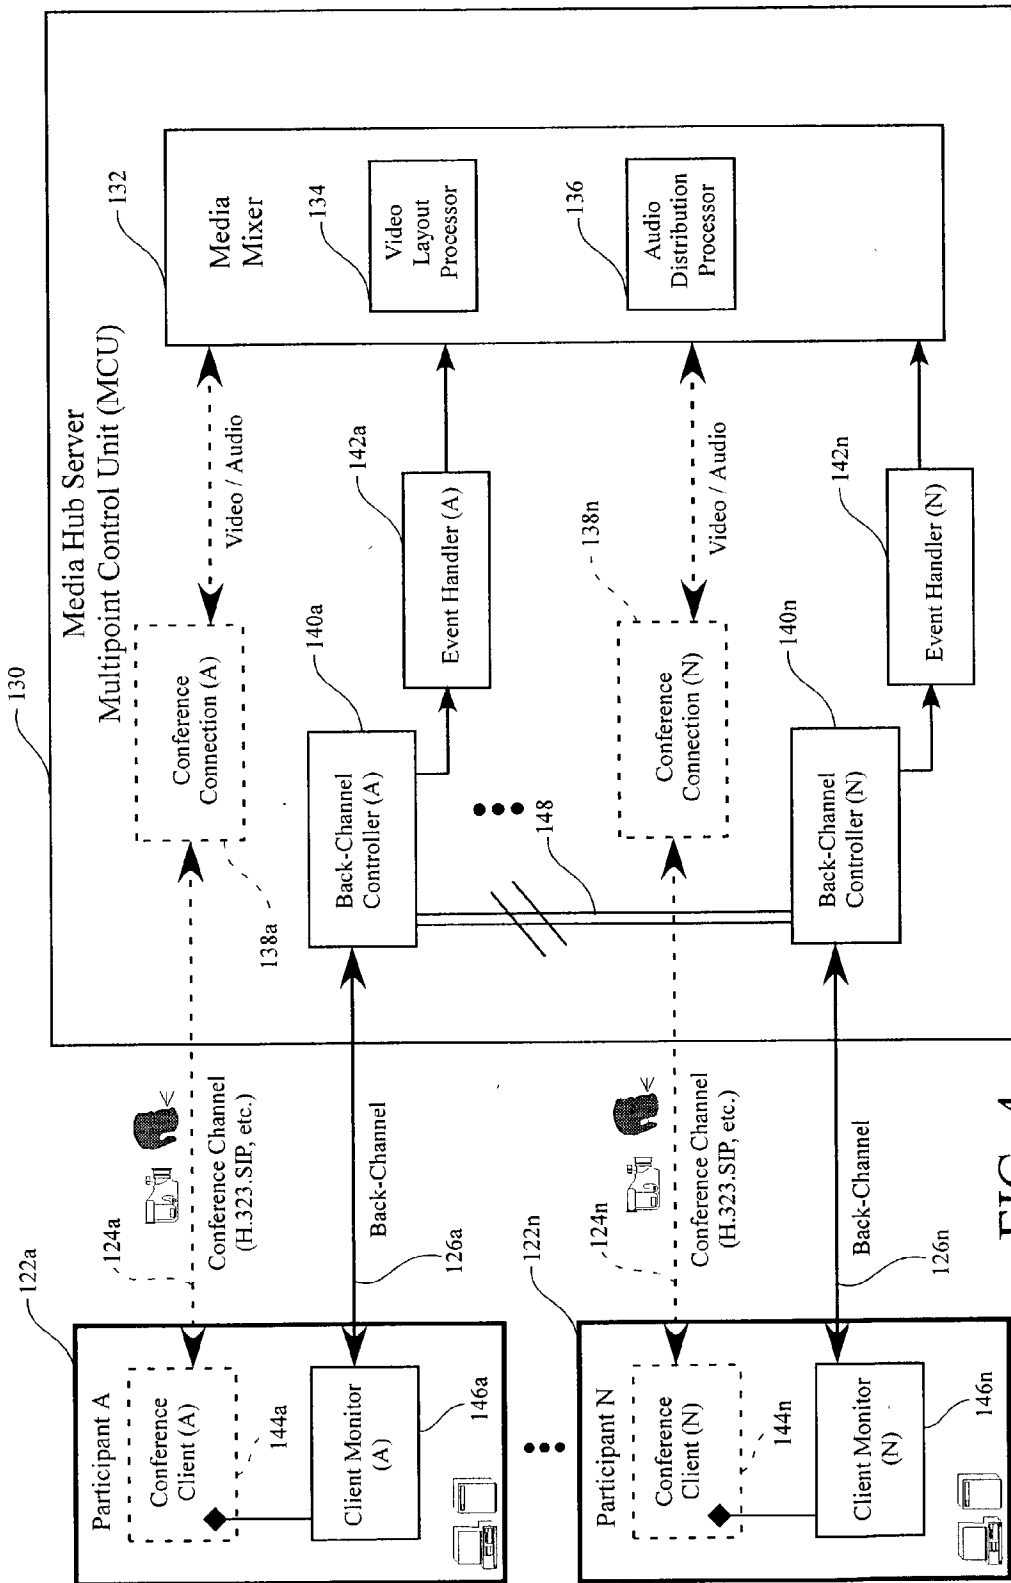 130
Media Hub Server
Multipoint Control Unit (MCU)
132
Media
Mixer
134
Video
Layout
Processor
136
Audio
Distribution
Processor
Video / Audio
142a
Event Handler (A)
Video / Audio
142n
Event Handler (N)
Conference
Connection (A)
138a
140a
Back-Channel
Controller (A)
148
138n
Conference
Connection (N)
140n
Back-Channel
Controller (N)
124a
Conference Channel
(H.323.SIP, etc.)
Back-Channel
126a
124n
Conference Channel
(H.323.SIP, etc.)
Back-Channel
126n
122a
Participant A
Conference
Client (A)
144a
Client Monitor
(A)
146a
122n
Participant N
Conference
Client (N)
144n
Client Monitor
(N)
146n
FIG. 4